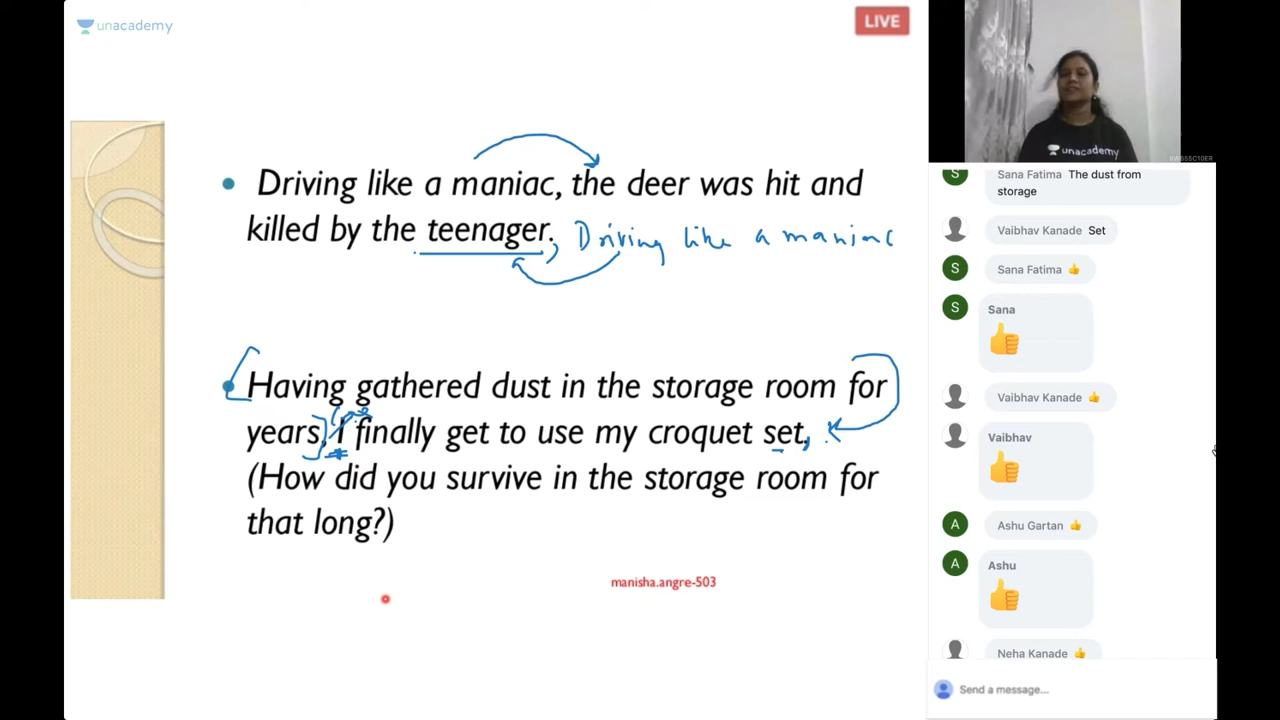 unacademy
LIVE
Driving like a maniac, the deer was hit and
killed by the teenager. , Driving like a maniac
Having gathered dust in the storage room for
years, I finally get to use my croquet set,
(How did you survive in the storage room for
that long?)
manisha.angre-503
unacademy
Sana Fatima The dust from
storage
Vaibhav Kanade Set
Sana Fatima 👍
Sana
👍
Vaibhav Kanade 👍
Vaibhav
👍
Ashu Gartan 👍
Ashu
👍
Neha Kanade 👍
Send a message...
S
S
S
A
A